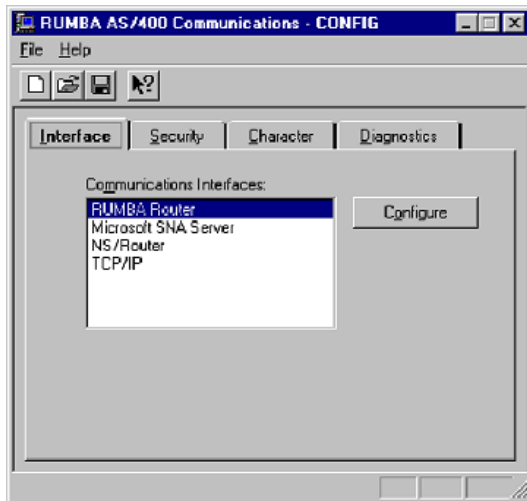 RUMBA AS/400 Communications - CONFIG
File Help
Interface Security Character Diagnostics
Communications Interfaces:
RUMBA Router
Configure
Microsoft SNA Server
NS/Router
TCP/IP